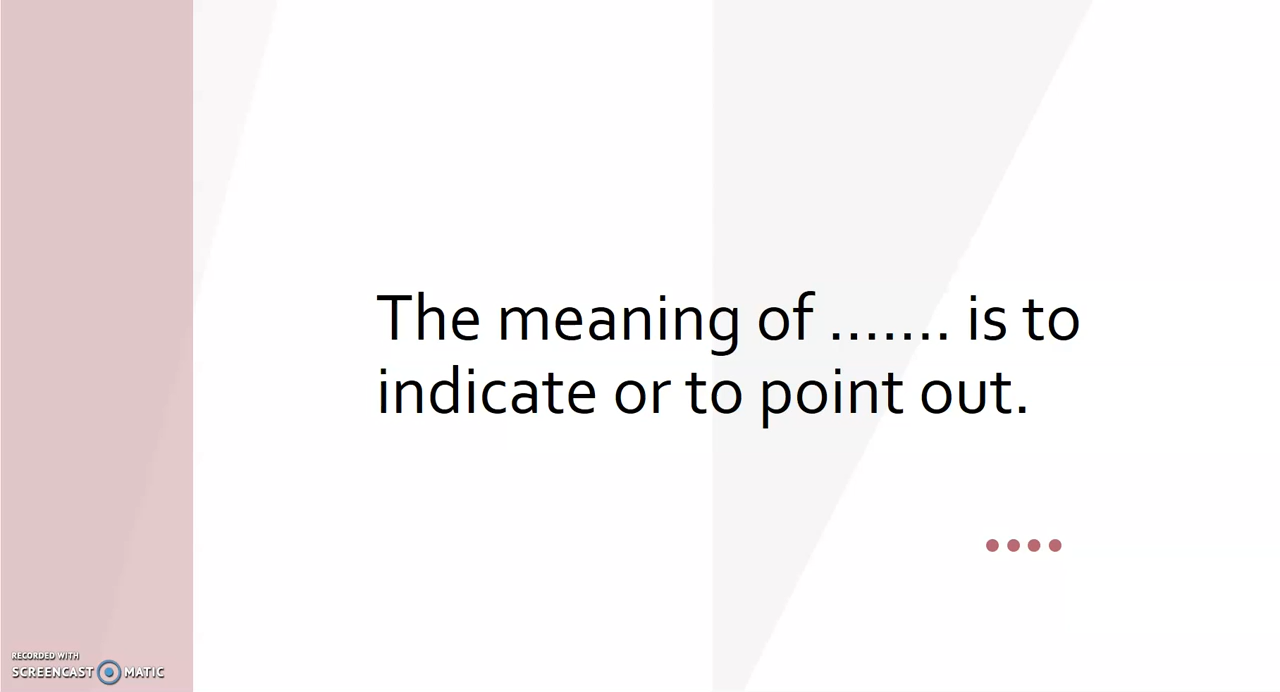 The meaning of ....... is to
indicate or to point out.
RECORDED WITH
SCREENCAST MATIC